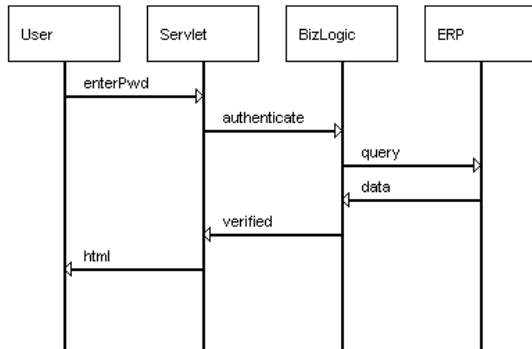 User
Servlet
BizLogic
ERP
enterPwd
authenticate
query
data
verified
html